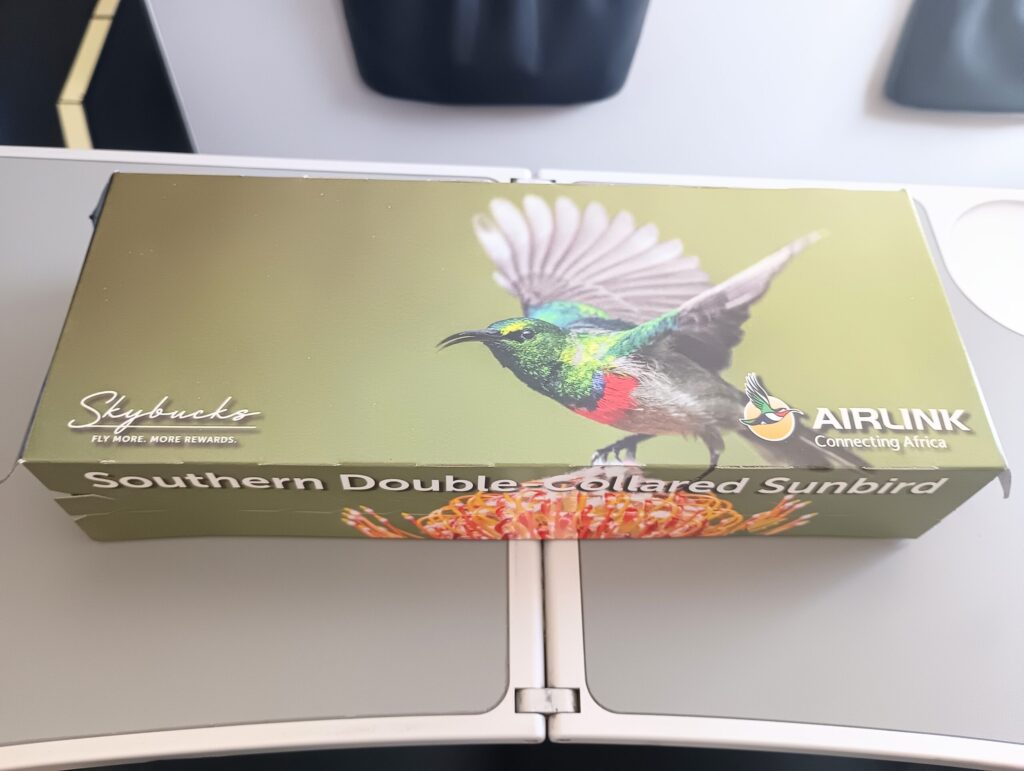 Skybucks
FLY MORE. MORE REWARDS.
AIRLINK
Connecting Africa
Southern Double-Collared Sunbird